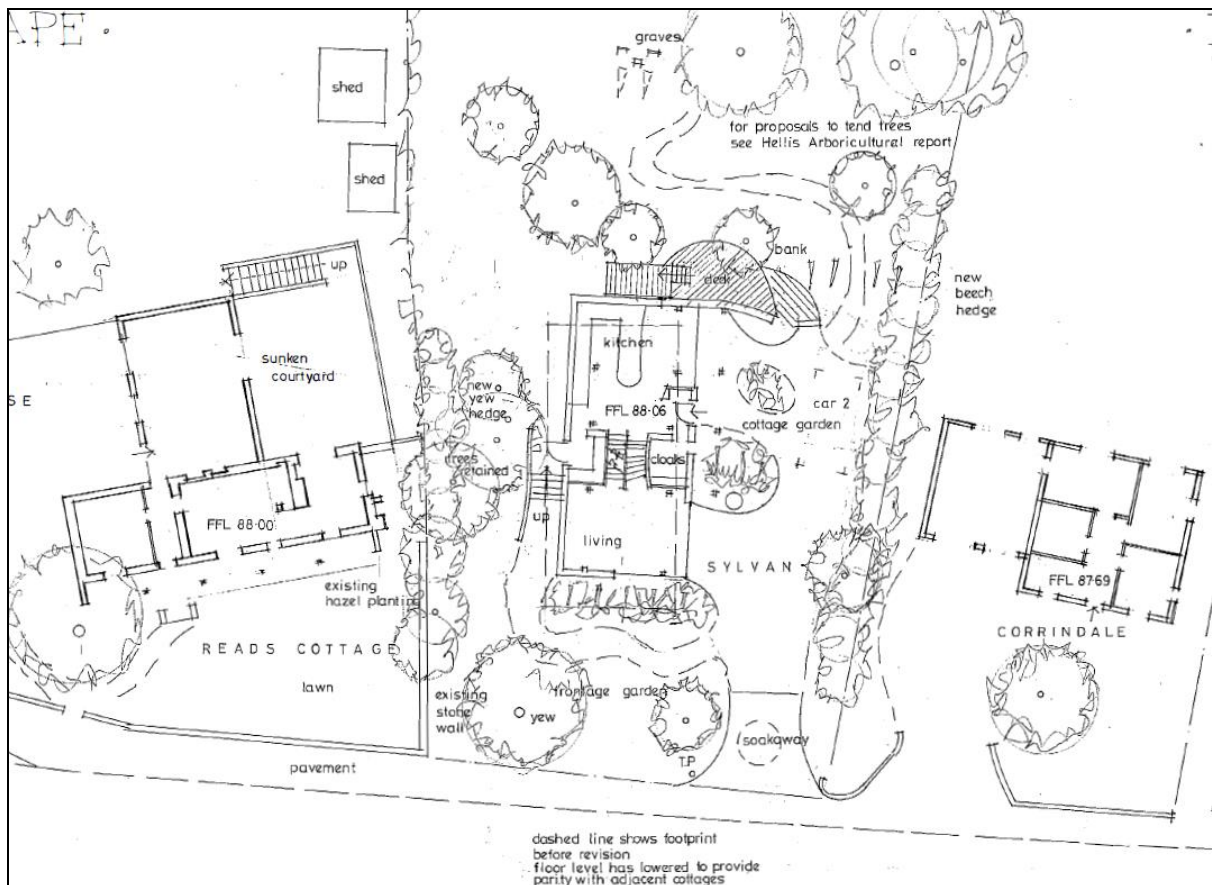 APE.
graves
shed
for proposals to tend trees
see Hellis Arboricultural report
shed
up
deck
bank
new
beech
hedge
sunken
courtyard
kitchen
SE
new
yew
hedge
FFL 88·06
car 2
cottage garden
trees
retained
cloaks
FFL 88·00
up
living
SYLVAN
FFL 87·69
existing
hazel planting
CORRINDALE
READS COTTAGE
lawn
existing
stone
wall
frontage garden
yew
soakaway
T.P
pavement
dashed line shows footprint
before revision
floor level has lowered to provide
parity with adjacent cottages